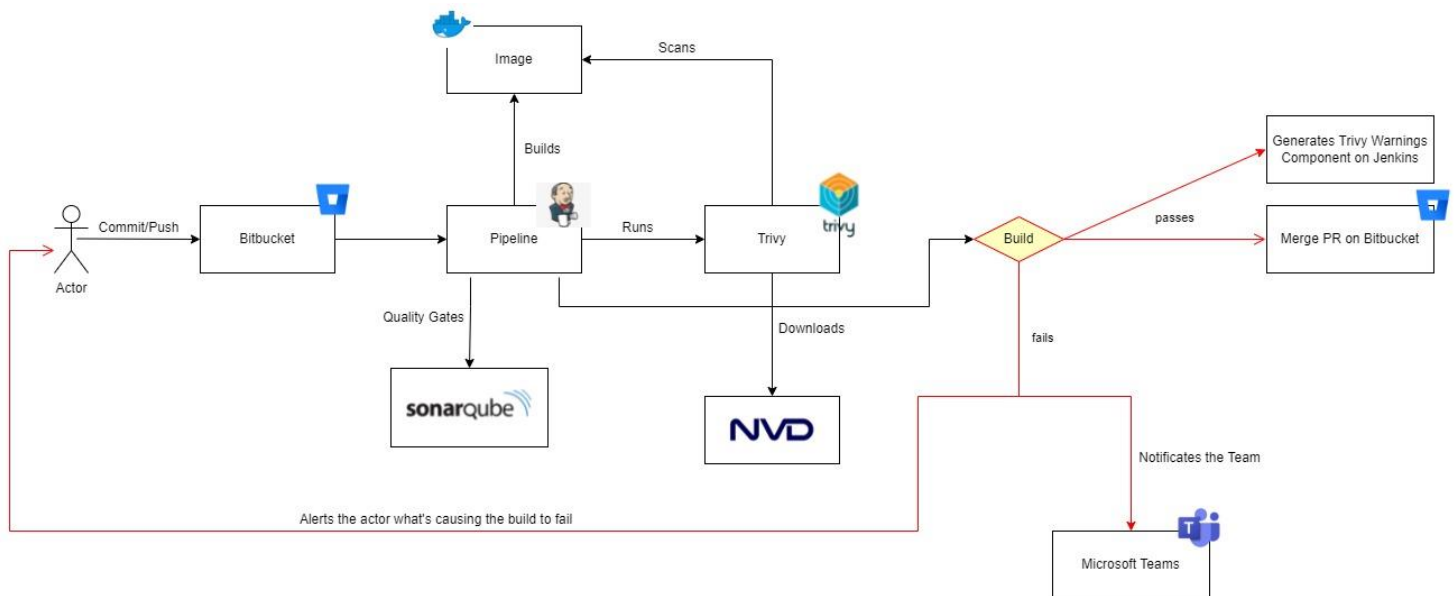 Image
Scans
Builds
Generates Trivy Warnings
Component on Jenkins
Commit/Push
Bitbucket
Pipeline
Runs
Trivy
trivy
Build
passes
Merge PR on Bitbucket
Actor
Quality Gates
Downloads
fails
sonarqube
NVD
Notificates the Team
Alerts the actor what's causing the build to fail
T
Microsoft Teams